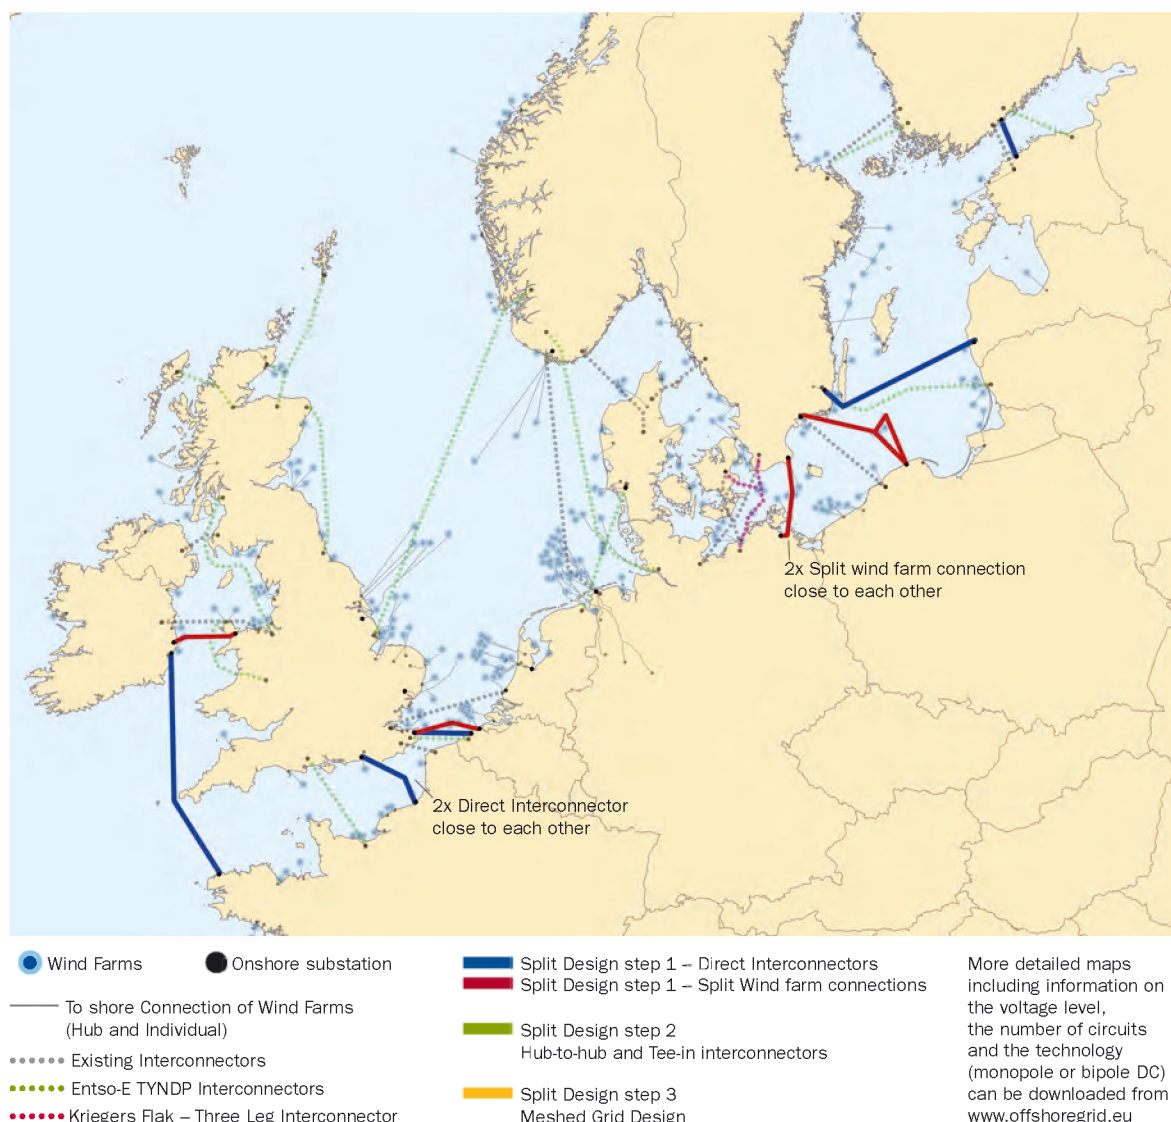 2x Split wind farm connection
close to each other
2x Direct Interconnector
close to each other
Wind Farms
Onshore substation
To shore Connection of Wind Farms
(Hub and Individual)
Existing Interconnectors
Entso-E TYNDP Interconnectors
Kriegers Flak – Three Leg Interconnector
Split Design step 1 – Direct Interconnectors
Split Design step 1 – Split Wind farm connections
Split Design step 2
Hub-to-hub and Tee-in interconnectors
Split Design step 3
Meshed Grid Design
More detailed maps
including information on
the voltage level,
the number of circuits
and the technology
(monopole or bipole DC)
can be downloaded from
www.offshoregrid.eu